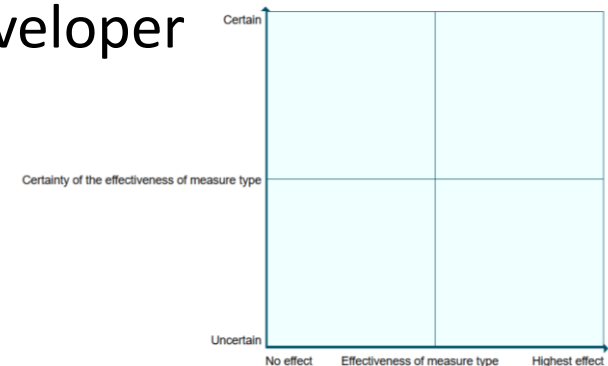 veloper
Certain
Certainty of the effectiveness of measure type
Uncertain
No effect Effectiveness of measure type Highest effect